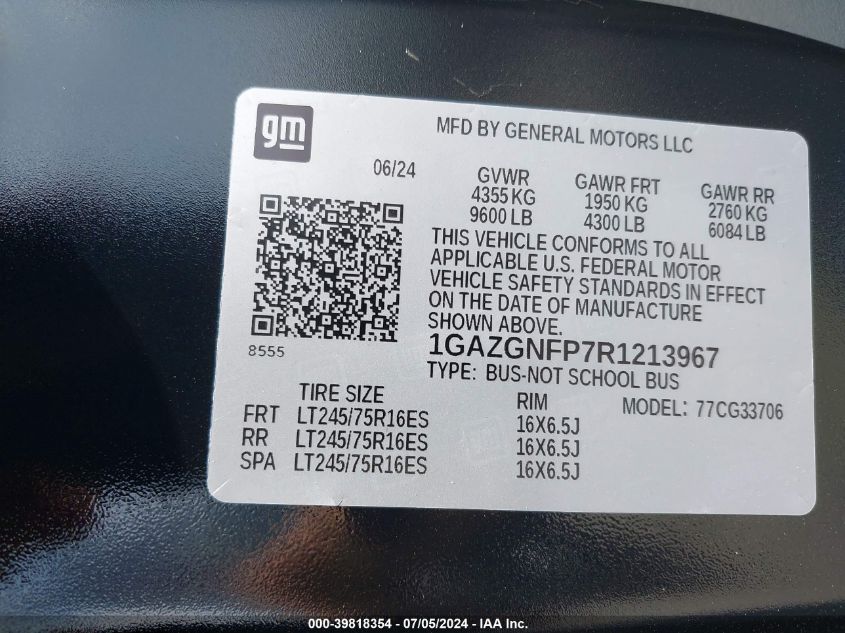 gm
MFD BY GENERAL MOTORS LLC
06/24
GVWR GAWR FRT GAWR RR
4355 KG 1950 KG 2760 KG
9600 LB 4300 LB 6084 LB
THIS VEHICLE CONFORMS TO ALL
APPLICABLE U.S. FEDERAL MOTOR
VEHICLE SAFETY STANDARDS IN EFFECT
ON THE DATE OF MANUFACTURE
SHOWN ABOVE.
8555
1GAZGNFP7R1213967
TYPE: BUS-NOT SCHOOL BUS
TIRE SIZE RIM MODEL: 77CG33706
FRT LT245/75R16ES 16X6.5J
RR LT245/75R16ES 16X6.5J
SPA LT245/75R16ES 16X6.5J
000-39818354 / 07/05/2024 - IAA Inc.